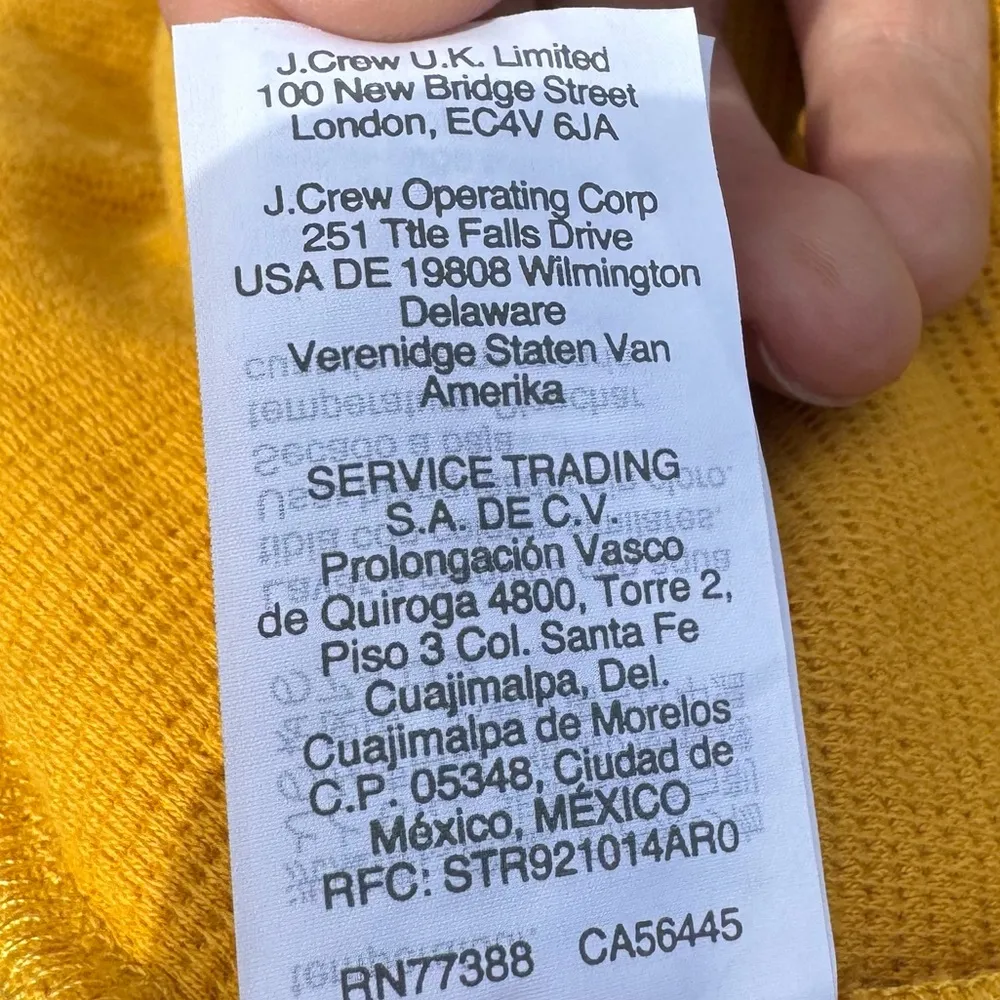 J.Crew U.K. Limited
100 New Bridge Street
London, EC4V 6JA
J.Crew Operating Corp
251 Ttle Falls Drive
USA DE 19808 Wilmington
Delaware
Verenidge Staten Van
Amerika
SERVICE TRADING
S.A. DE C.V.
Prolongación Vasco
de Quiroga 4800, Torre 2,
Piso 3 Col. Santa Fe
Cuajimalpa, Del.
Cuajimalpa de Morelos
C.P. 05348, Ciudad de
México, MÉXICO
RFC: STR921014AR0
RN77388 CA56445